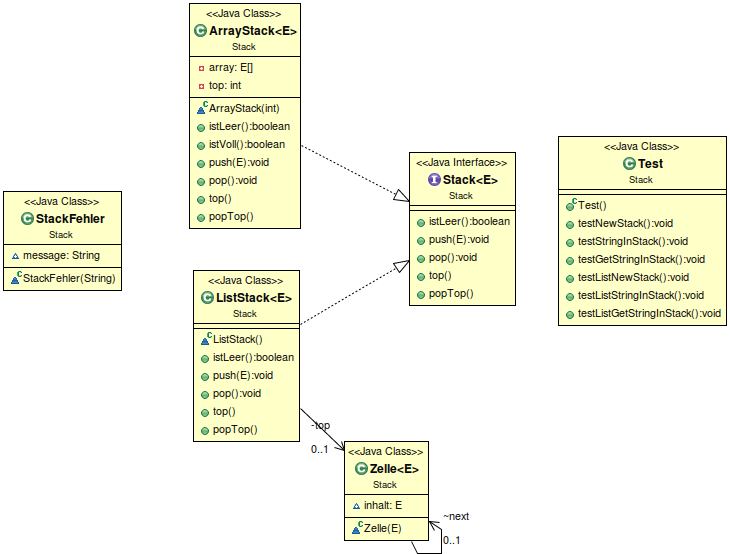 <<Java Class>>
ArrayStack<E>
Stack
array: E[]
top: int
ArrayStack(int)
istLeer():boolean
istVoll():boolean
push(E):void
pop():void
top()
popTop()
<<Java Class>>
StackFehler
Stack
message: String
StackFehler(String)
<<Java Interface>>
Stack<E>
Stack
istLeer():boolean
push(E):void
pop():void
top()
popTop()
<<Java Class>>
Test
Stack
Test()
testNewStack():void
testStringInStack():void
testGetStringInStack():void
testListNewStack():void
testListStringInStack():void
testListGetStringInStack():void
<<Java Class>>
ListStack<E>
Stack
ListStack()
istLeer():boolean
push(E):void
pop():void
top()
popTop()
-top
0..1
<<Java Class>>
Zelle<E>
Stack
inhalt: E
Zelle(E)
~next
0..1